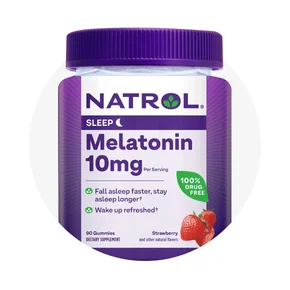 NATROL®
SLEEP
Melatonin
10mg Per Serving
100%
DRUG
FREE
Fall asleep faster, stay
asleep longer†
Wake up refreshed†
90 Gummies
DIETARY SUPPLEMENT
Strawberry
and other natural flavors